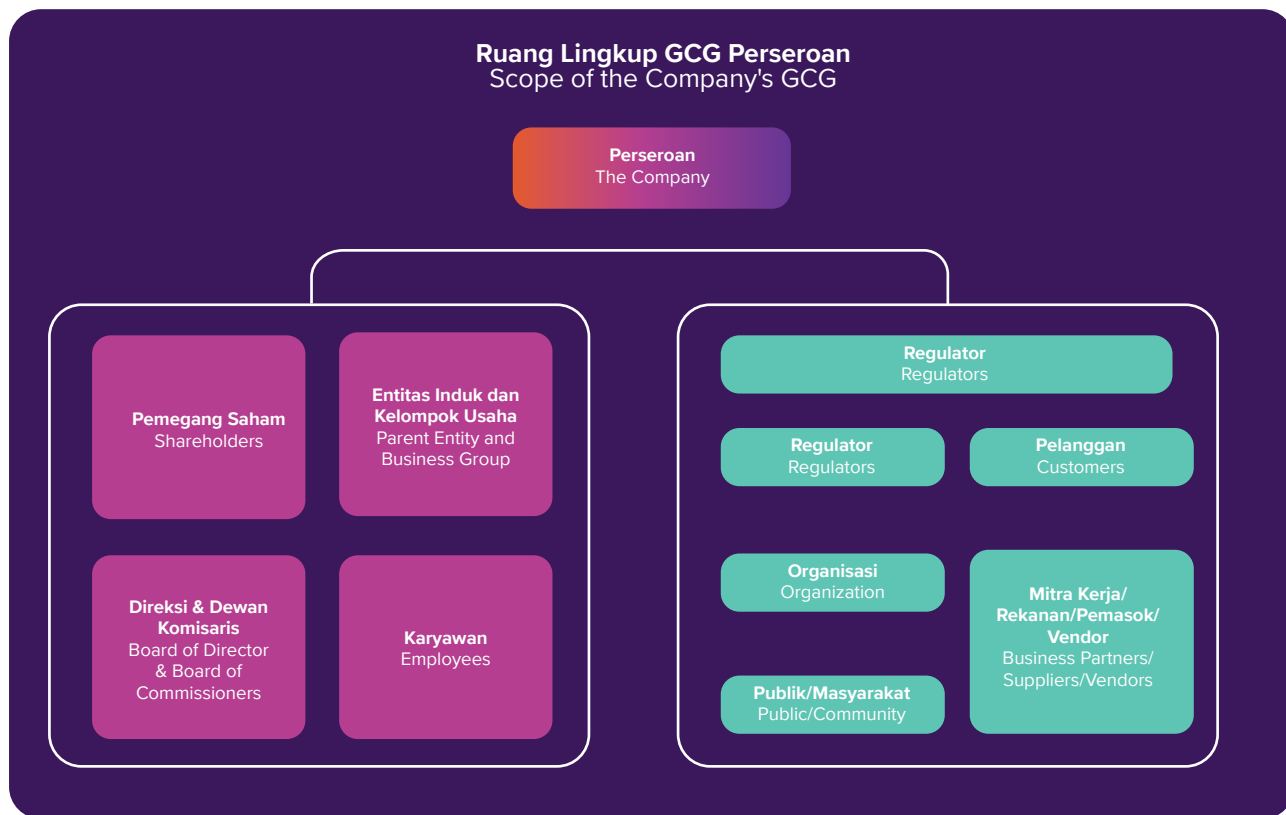 Ruang Lingkup GCG Perseroan
Scope of the Company's GCG
Perseroan
The Company
Pemegang Saham
Shareholders
Entitas Induk dan
Kelompok Usaha
Parent Entity and
Business Group
Direksi & Dewan
Komisaris
Board of Director
& Board of
Commissioners
Karyawan
Employees
Regulator
Regulators
Regulator
Regulators
Pelanggan
Customers
Organisasi
Organization
Mitra Kerja/
Rekanan/Pemasok/
Vendor
Business Partners/
Suppliers/Vendors
Publik/Masyarakat
Public/Community